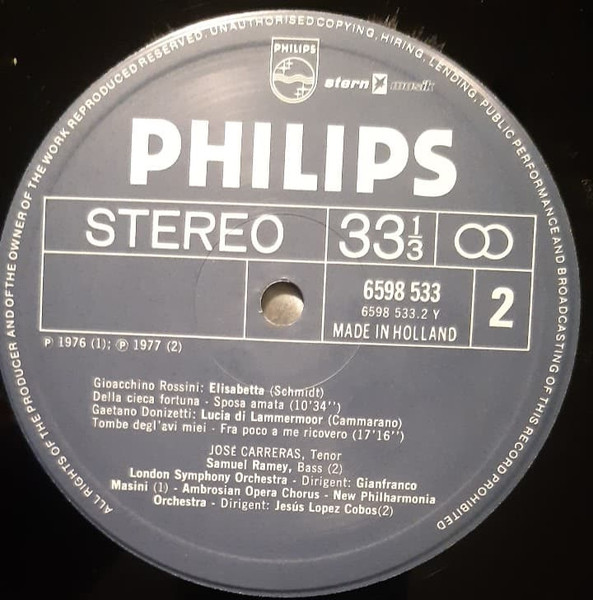 ALL RIGHTS OF THE PRODUCER AND OF THE OWNER OF THE WORK REPRODUCED RESERVED. UNAUTHORISED COPYING, HIRING, LENDING, PUBLIC PERFORMANCE AND BROADCASTING OF THIS RECORD PROHIBITED
PHILIPS
stern musik
PHILIPS
STEREO 33 1/3
6598 533
6598 533.2 Y
MADE IN HOLLAND
2
Ⓟ 1976 (1); Ⓟ 1977 (2)
Gioacchino Rossini: Elisabetta (Schmidt)
Della cieca fortuna - Sposa amata (10'34'')
Gaetano Donizetti: Lucia di Lammermoor (Cammarano)
Tombe degl'avi miei - Fra poco a me ricovero (17'16'')
JOSÉ CARRERAS, Tenor
Samuel Ramey, Bass (2)
London Symphony Orchestra - Dirigent: Gianfranco
Masini (1) - Ambrosian Opera Chorus - New Philharmonia
Orchestra - Dirigent: Jesús Lopez Cobos(2)